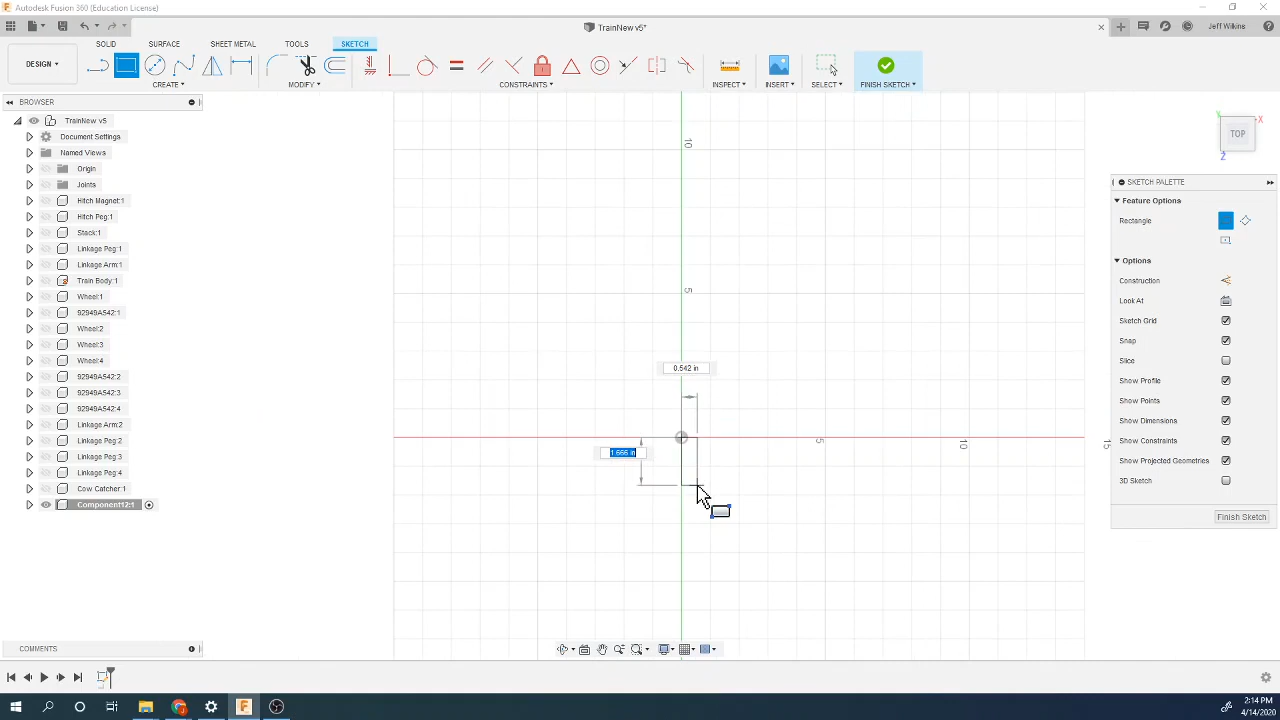 Autodesk Fusion 360 (Education License)
TrainNew v5*
Jeff Wilkins
SOLID SURFACE SHEET METAL TOOLS SKETCH
DESIGN
CREATE MODIFY CONSTRAINTS INSPECT INSERT SELECT FINISH SKETCH
BROWSER
TrainNew v5
Document Settings
Named Views
Origin
Joints
Hitch Magnet:1
Hitch Peg:1
Stack:1
Linkage Peg:1
Linkage Arm:1
Train Body:1
Wheel:1
92949A542:1
Wheel:2
Wheel:3
Wheel:4
92949A542:2
92949A542:3
92949A542:4
Linkage Arm:2
Linkage Peg:2
Linkage Peg:3
Linkage Peg:4
Cow Catcher:1
Component12:1
10
5
0.542 in
1.666 in
5
10
15
Y
X
TOP
Z
SKETCH PALETTE
Feature Options
Rectangle
Options
Construction
Look At
Sketch Grid
Snap
Slice
Show Profile
Show Points
Show Dimensions
Show Constraints
Show Projected Geometries
3D Sketch
Finish Sketch
COMMENTS
2:14 PM
4/14/2020